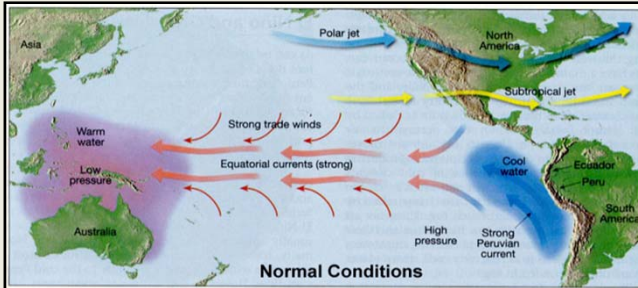 Asia
Polar jet
North
America
Subtropical jet
Strong trade winds
Warm
water
Equatorial currents (strong)
Cool
water
Ecuador
Low
pressure
Peru
South
America
Australia
High
pressure
Strong
Peruvian
current
Normal Conditions